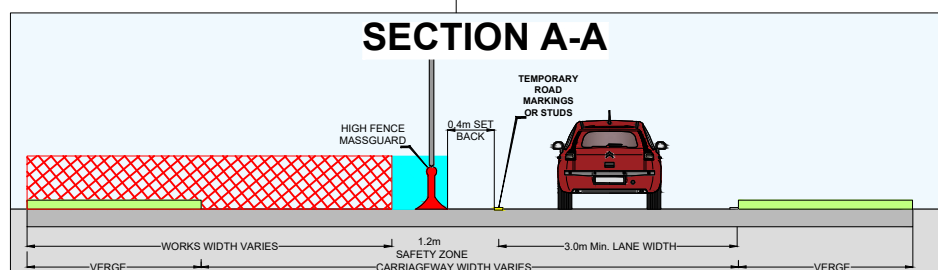 SECTION A-A
TEMPORARY
ROAD
MARKINGS
OR STUDS
0.4m SET
BACK
HIGH FENCE
MASSGUARD
WORKS WIDTH VARIES
1.2m
SAFETY ZONE
3.0m Min. LANE WIDTH
VERGE
CARRIAGEWAY WIDTH VARIES
VERGE